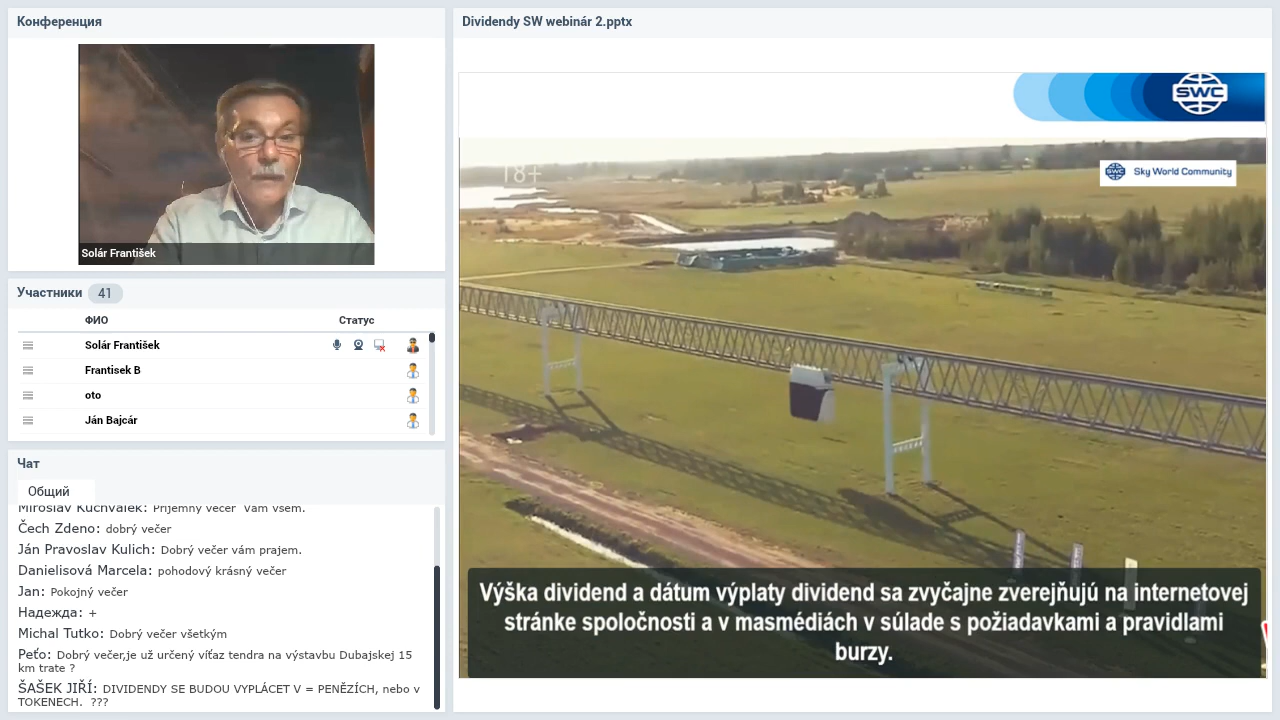 Конференция
Solár František
Участники 41
ФИО Статус
Solár František
Frantisek B
oto
Ján Bajcár
Чат
Общий
Miroslav Kuchválek: Príjemný večer vám všem.
Čech Zdeno: dobrý večer
Ján Pravoslav Kulich: Dobrý večer vám prajem.
Danielisová Marcela: pohodový krásný večer
Jan: Pokojný večer
Надежда: +
Michal Tutko: Dobrý večer všetkým
Peťo: Dobrý večer,je už určený víťaz tendra na výstavbu Dubajskej 15
km trate ?
ŠAŠEK JIŘÍ: DIVIDENDY SE BUDOU VYPLÁCET V = PENĚZÍCH, nebo v
TOKENECH. ???
Dividendy SW webinár 2.pptx
SWC
18+
SWC Sky World Community
Výška dividend a dátum výplaty dividend sa zvyčajne zverejňujú na internetovej
stránke spoločnosti a v masmédiách v súlade s požiadavkami a pravidlami
burzy.